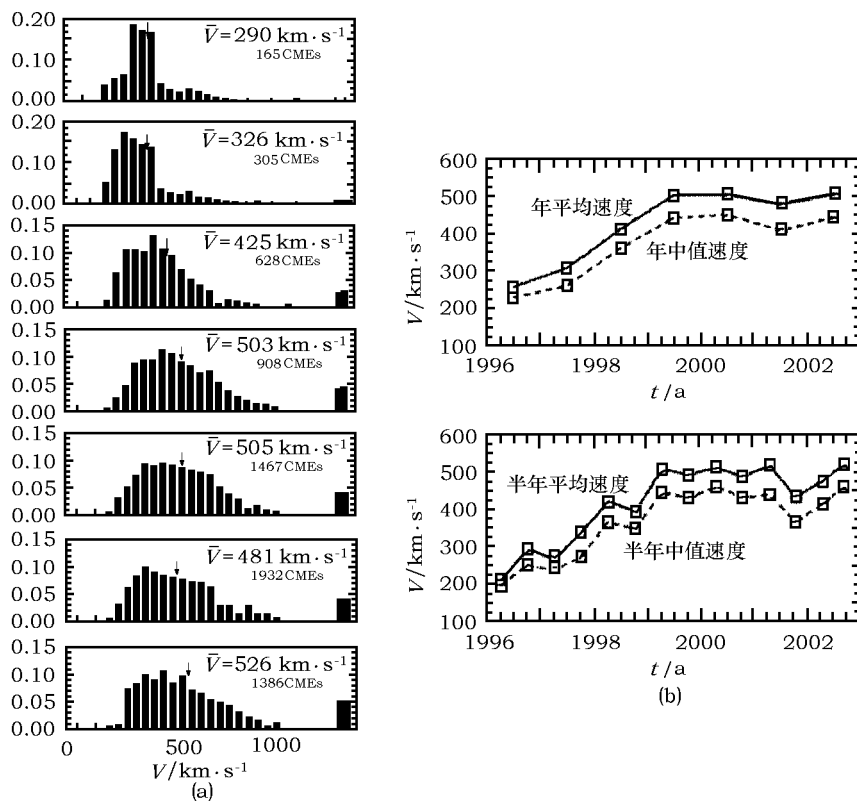 0.20
0.10
0.00
V̄=290 km·s⁻¹
165CMEs
0.20
0.10
0.00
V̄=326 km·s⁻¹
305CMEs
0.15
0.10
0.05
0.00
V̄=425 km·s⁻¹
628CMEs
0.15
0.10
0.05
0.00
V̄=503 km·s⁻¹
908CMEs
0.15
0.10
0.05
0.00
V̄=505 km·s⁻¹
1467CMEs
0.15
0.10
0.05
0.00
V̄=481 km·s⁻¹
1932CMEs
0.15
0.10
0.05
0.00
V̄=526 km·s⁻¹
1386CMEs
0 500 1000
V/km·s⁻¹
(a)
600
500
400
300
200
100
V/km·s⁻¹
年平均速度
年中值速度
1996 1998 2000 2002
t/a
600
500
400
300
200
100
V/km·s⁻¹
半年平均速度
半年中值速度
1996 1998 2000 2002
t/a
(b)